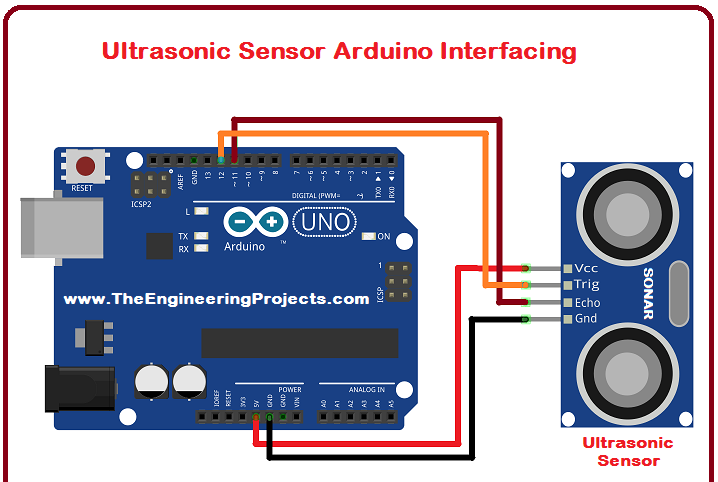 Ultrasonic Sensor Arduino Interfacing
RESET
ICSP2
AREF
GND
13
12
~ 11
~ 10
~ 9
8
7
~ 6
~ 5
4
~ 3
2
TX0 ▶ 1
RX0 ◀ 0
DIGITAL (PWM= ~)
L
TX
RX
Arduino
™
UNO
ON
1
ICSP
www.TheEngineeringProjects.com
POWER
ANALOG IN
IOREF
RESET
3V3
5V
GND
GND
VIN
A0
A1
A2
A3
A4
A5
Vcc
Trig
Echo
Gnd
SONAR
Ultrasonic
Sensor